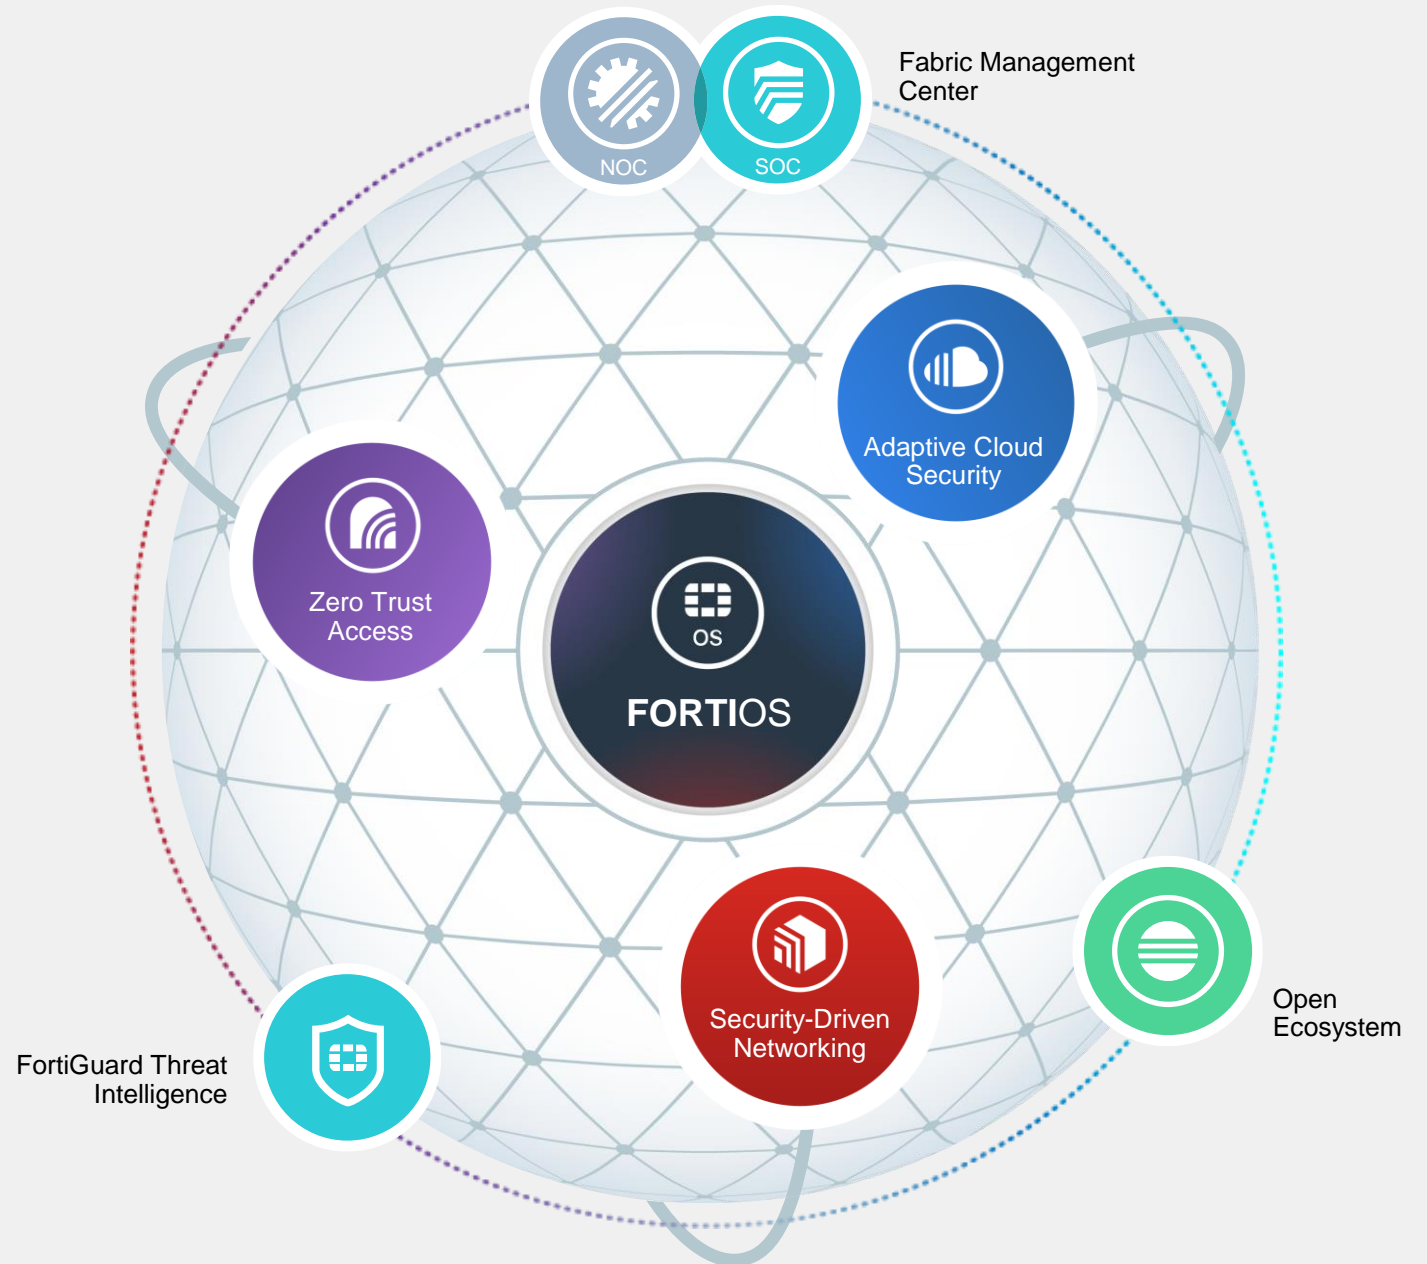 NOC
SOC
Fabric Management
Center
Adaptive Cloud
Security
Zero Trust
Access
OS
FORTIOS
Security-Driven
Networking
Open
Ecosystem
FortiGuard Threat
Intelligence